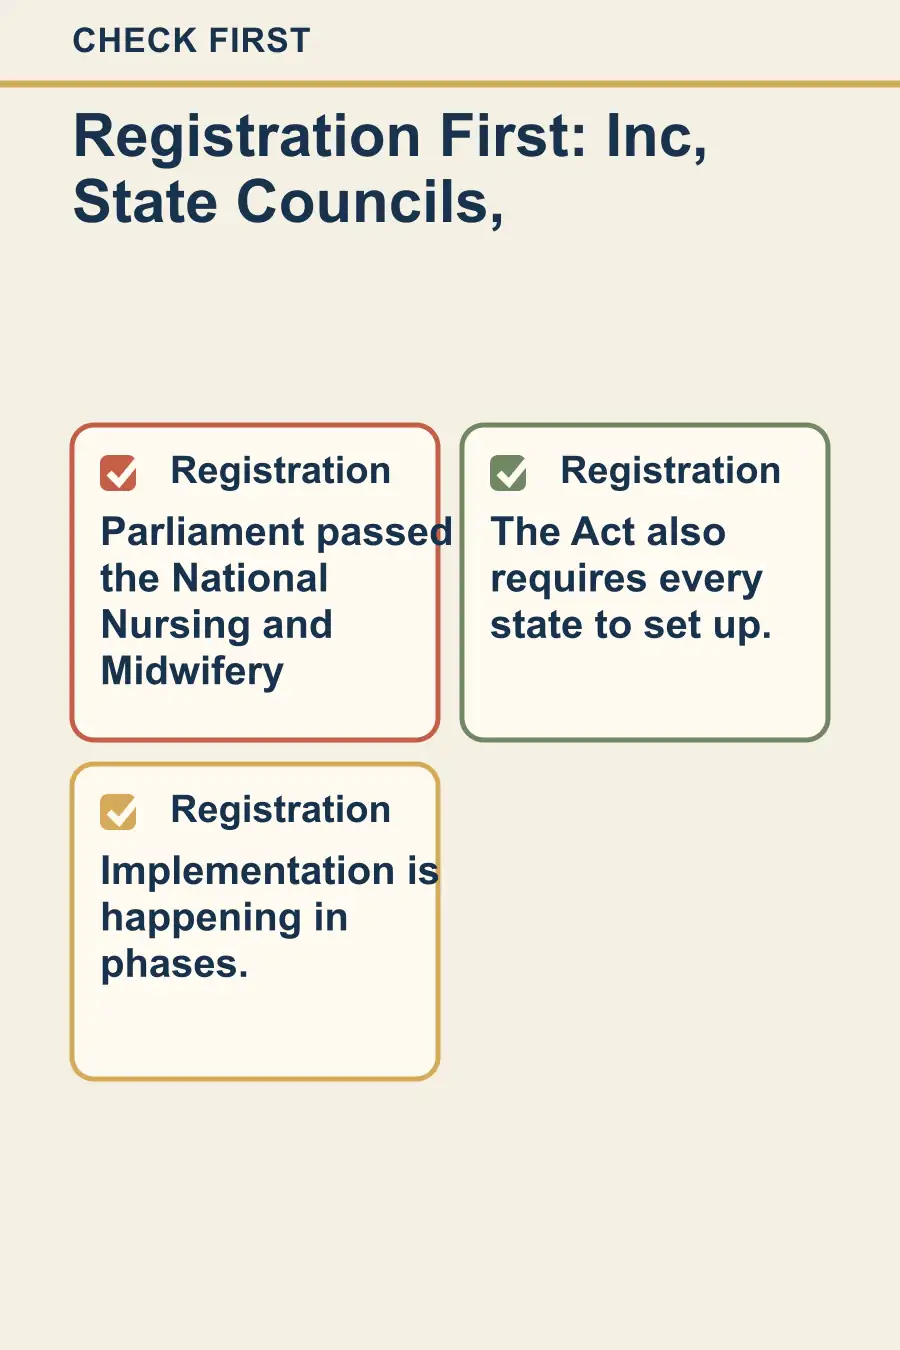 CHECK FIRST
Registration First: Inc,
State Councils,
Registration
Parliament passed
the National
Nursing and
Midwifery
Registration
The Act also
requires every
state to set up.
Registration
Implementation is
happening in
phases.